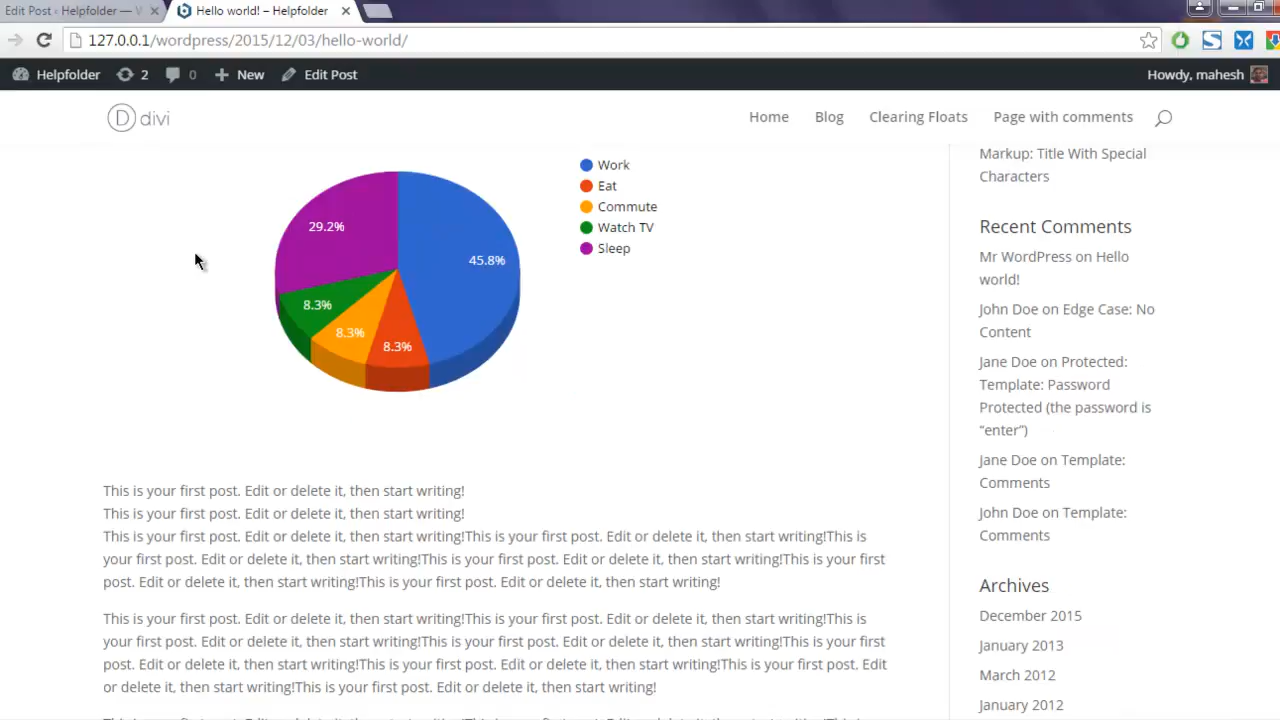 Edit Post ‹ Helpfolder — W
Hello world! – Helpfolder
127.0.0.1/wordpress/2015/12/03/hello-world/
Helpfolder 2 0 New Edit Post Howdy, mahesh
D divi
Home Blog Clearing Floats Page with comments
Work
Eat
Commute
Watch TV
Sleep
29.2%
45.8%
8.3%
8.3%
8.3%
This is your first post. Edit or delete it, then start writing!
This is your first post. Edit or delete it, then start writing!
This is your first post. Edit or delete it, then start writing!This is your first post. Edit or delete it, then start writing!This is
your first post. Edit or delete it, then start writing!This is your first post. Edit or delete it, then start writing!This is your first
post. Edit or delete it, then start writing!This is your first post. Edit or delete it, then start writing!
This is your first post. Edit or delete it, then start writing!This is your first post. Edit or delete it, then start writing!This is
your first post. Edit or delete it, then start writing!This is your first post. Edit or delete it, then start writing!This is your first
post. Edit or delete it, then start writing!This is your first post. Edit or delete it, then start writing!This is your first post. Edit
or delete it, then start writing!This is your first post. Edit or delete it, then start writing!
Markup: Title With Special
Characters
Recent Comments
Mr WordPress on Hello
world!
John Doe on Edge Case: No
Content
Jane Doe on Protected:
Template: Password
Protected (the password is
“enter”)
Jane Doe on Template:
Comments
John Doe on Template:
Comments
Archives
December 2015
January 2013
March 2012
January 2012